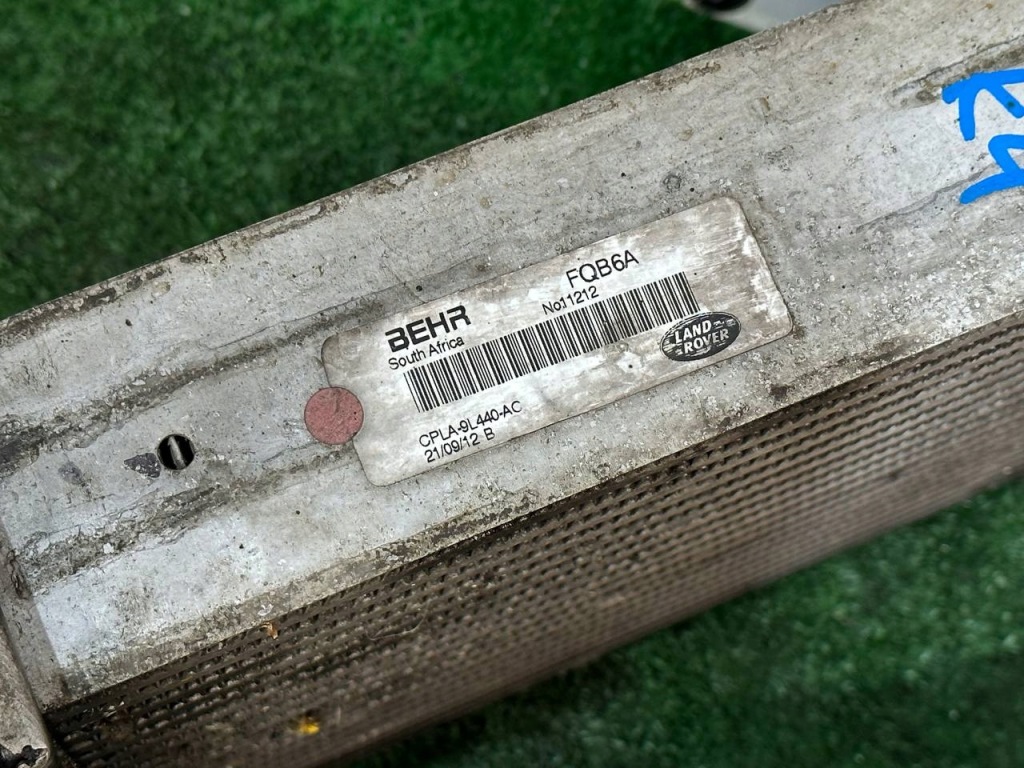 BEHR
South Africa
FQB6A
No11212
LAND
ROVER
CPLA-9L440-AC
21/09/12 B